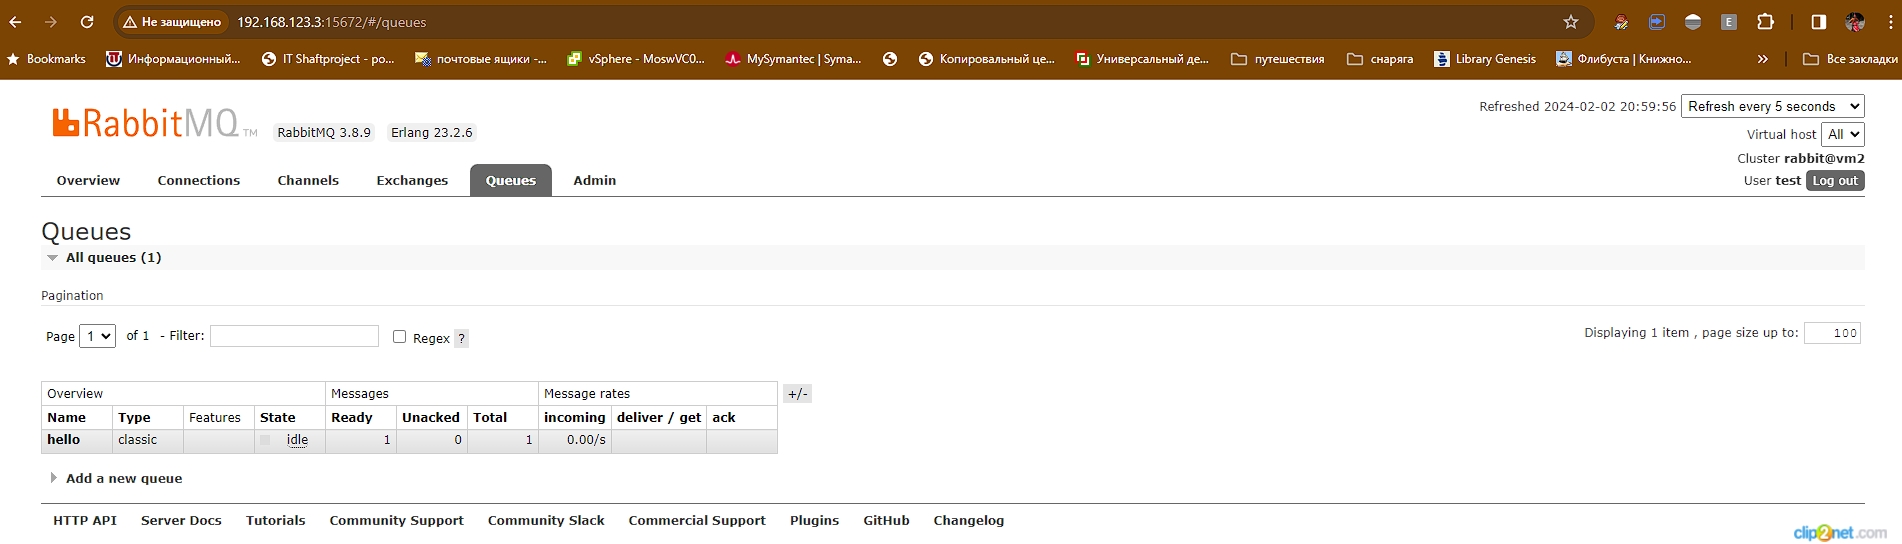 Не защищено 192.168.123.3:15672/#/queues
E
Bookmarks Информационный... IT Shaftproject - po... почтовые ящики -... vSphere - MoswVC0... MySymantec | Syma... Копировальный це... Универсальный де... путешествия снаряга Library Genesis Флибуста | Книжно... » Все закладки
RabbitMQ TM RabbitMQ 3.8.9 Erlang 23.2.6
Refreshed 2024-02-02 20:59:56 Refresh every 5 seconds
Virtual host All
Cluster rabbit@vm2
User test Log out
Overview Connections Channels Exchanges Queues Admin
Queues
All queues (1)
Pagination
Page 1 of 1 - Filter: Regex ? Displaying 1 item , page size up to: 100
Overview Messages Message rates +/-
Name Type Features State Ready Unacked Total incoming deliver / get ack
hello classic idle 1 0 1 0.00/s
Add a new queue
HTTP API Server Docs Tutorials Community Support Community Slack Commercial Support Plugins GitHub Changelog
clip2net.com